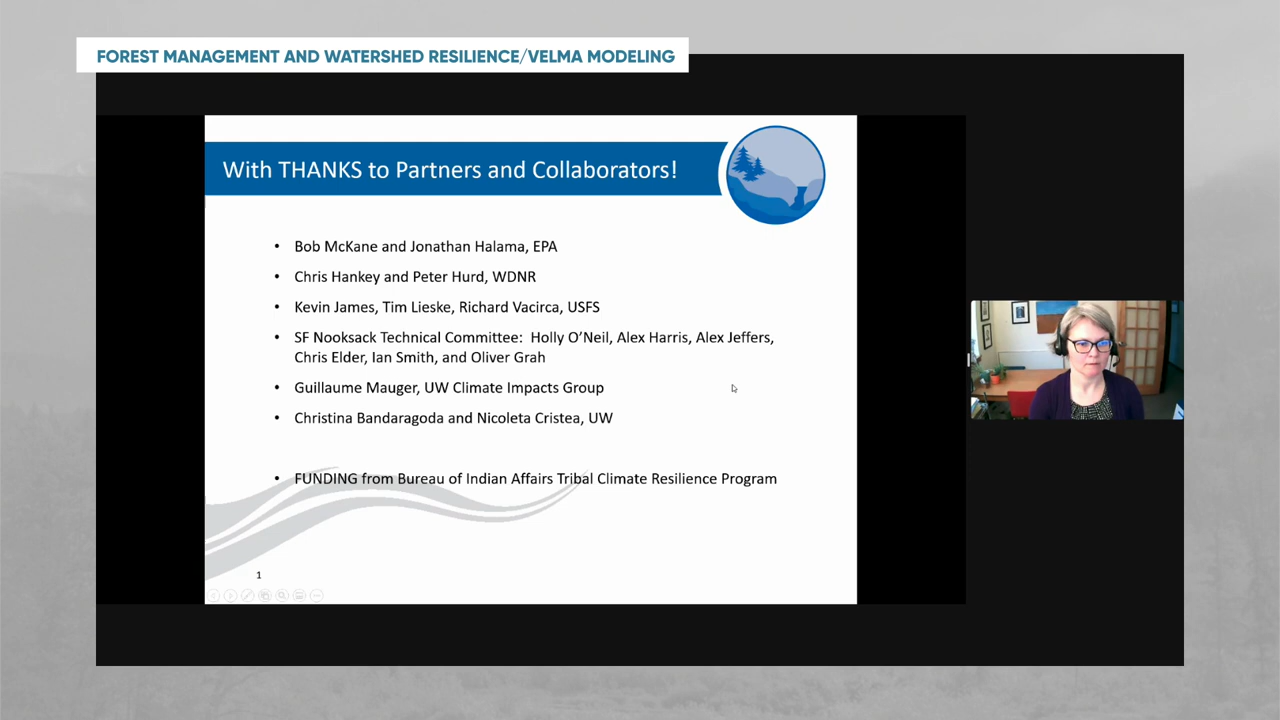 FOREST MANAGEMENT AND WATERSHED RESILIENCE/VELMA MODELING
With THANKS to Partners and Collaborators!
• Bob McKane and Jonathan Halama, EPA
• Chris Hankey and Peter Hurd, WDNR
• Kevin James, Tim Lieske, Richard Vacirca, USFS
• SF Nooksack Technical Committee:  Holly O’Neil, Alex Harris, Alex Jeffers,
Chris Elder, Ian Smith, and Oliver Grah
• Guillaume Mauger, UW Climate Impacts Group
• Christina Bandaragoda and Nicoleta Cristea, UW
• FUNDING from Bureau of Indian Affairs Tribal Climate Resilience Program
1